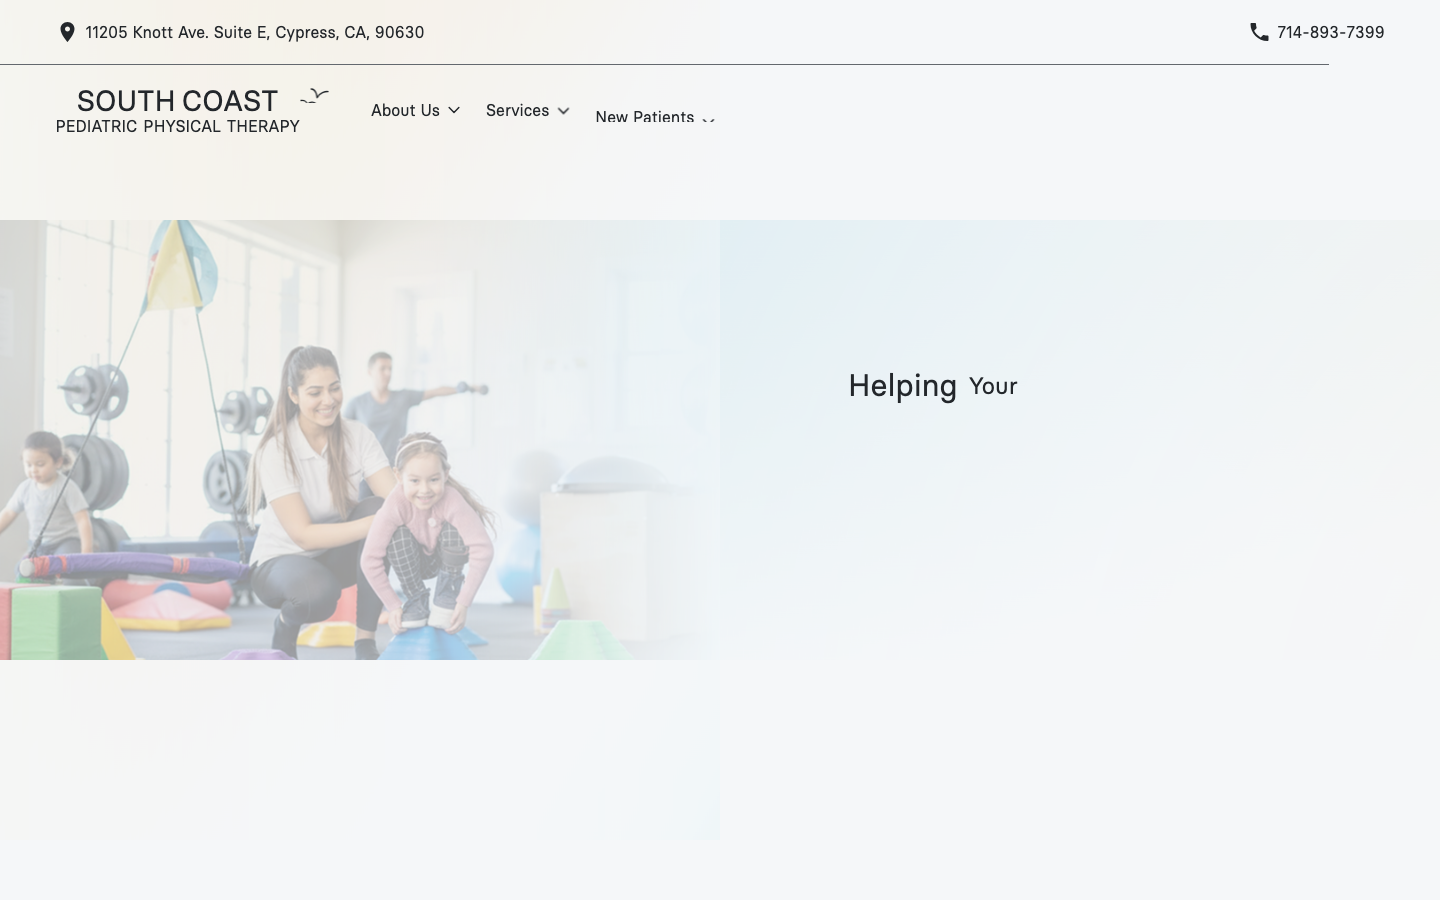 11205 Knott Ave. Suite E, Cypress, CA, 90630
714-893-7399
SOUTH COAST
PEDIATRIC PHYSICAL THERAPY
About Us
Services
New Patients
Helping Your